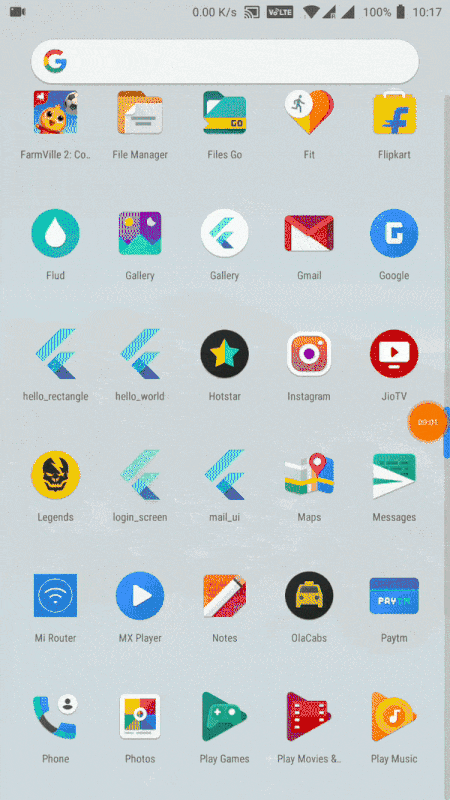 0.00 K/s VoLTE 100% 10:17
G
FarmVille 2: Co.. File Manager Files Go Fit Flipkart
GO
Flud Gallery Gallery Gmail Google
G
hello_rectangle hello_world Hotstar Instagram JioTV
09:01
Legends login_screen mail_ui Maps Messages
PAYTM
Mi Router MX Player Notes OlaCabs Paytm
Phone Photos Play Games Play Movies &.. Play Music